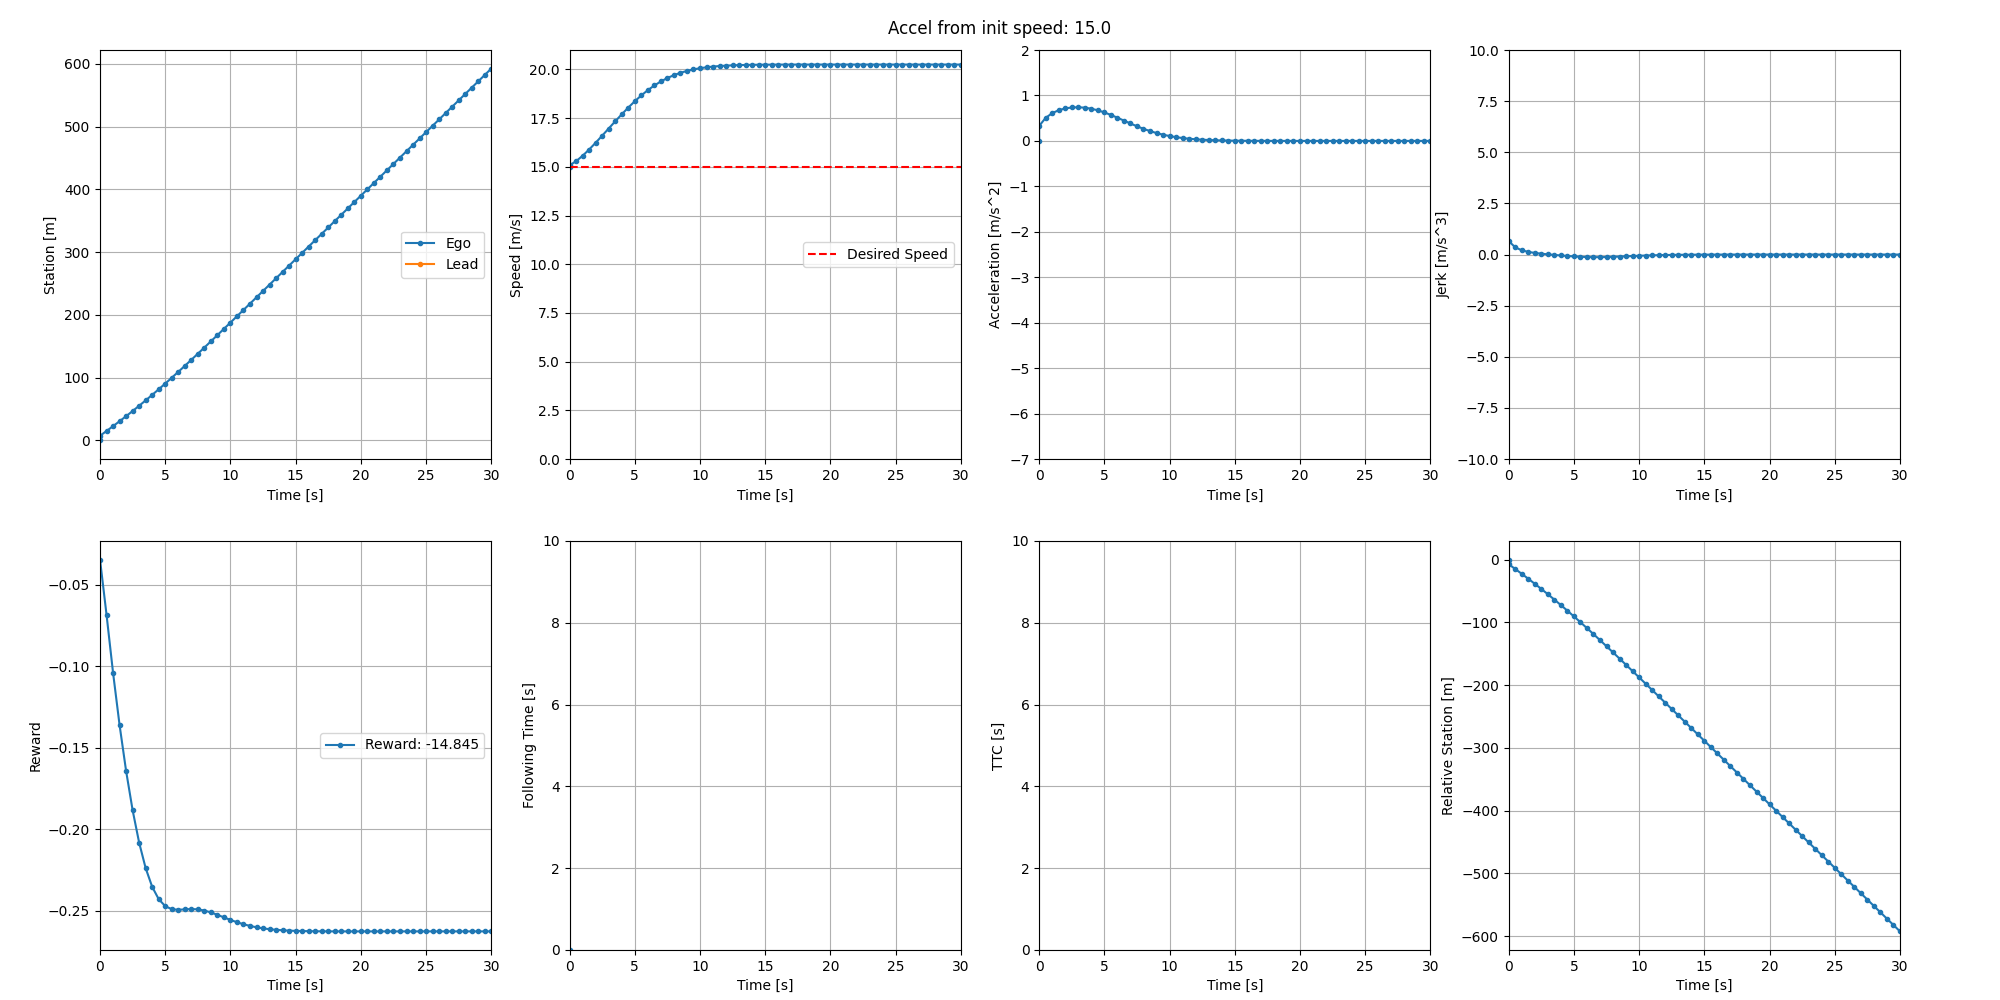 Accel from init speed: 15.0
600
500
400
300
200
100
0
Station [m]
Ego
Lead
0 5 10 15 20 25 30
Time [s]
20.0
17.5
15.0
12.5
10.0
7.5
5.0
2.5
0.0
Speed [m/s]
Desired Speed
0 5 10 15 20 25 30
Time [s]
2
1
0
−1
−2
−3
−4
−5
−6
−7
Acceleration [m/s^2]
0 5 10 15 20 25 30
Time [s]
10.0
7.5
5.0
2.5
0.0
−2.5
−5.0
−7.5
−10.0
Jerk [m/s^3]
0 5 10 15 20 25 30
Time [s]
−0.05
−0.10
−0.15
−0.20
−0.25
Reward
Reward: -14.845
0 5 10 15 20 25 30
Time [s]
10
8
6
4
2
0
Following Time [s]
0 5 10 15 20 25 30
Time [s]
10
8
6
4
2
0
TTC [s]
0 5 10 15 20 25 30
Time [s]
0
−100
−200
−300
−400
−500
−600
Relative Station [m]
0 5 10 15 20 25 30
Time [s]